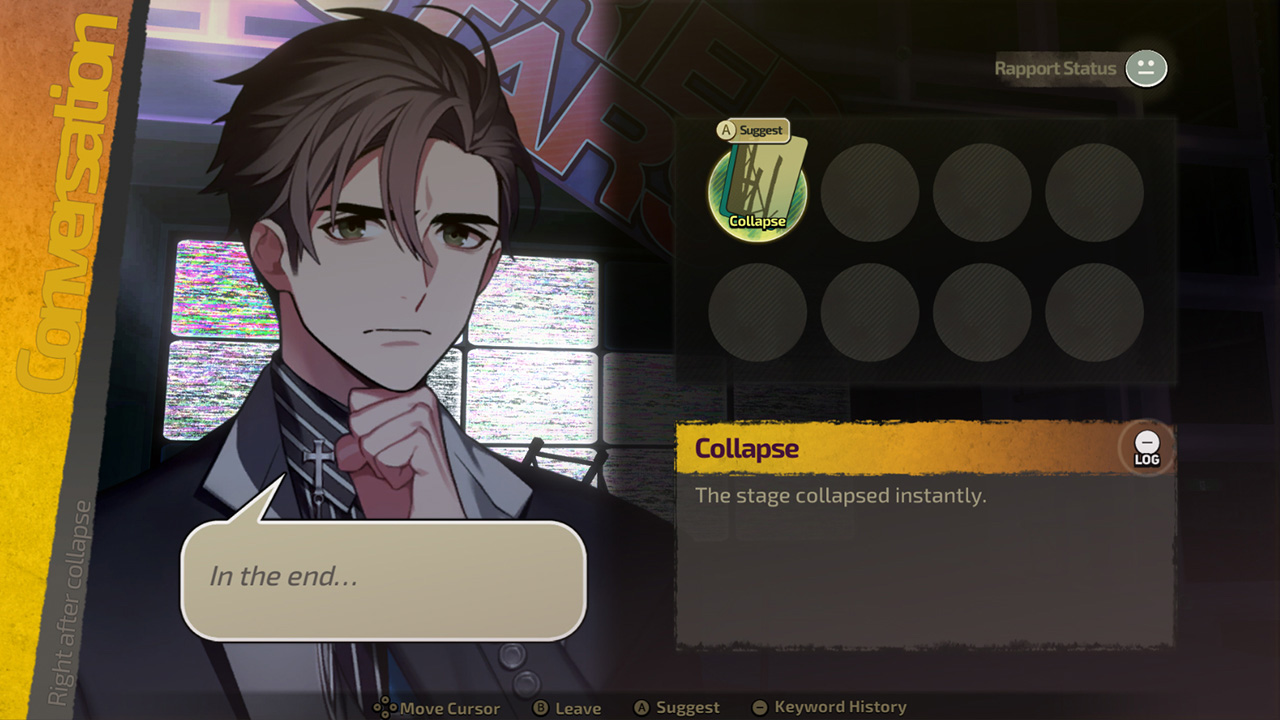 Conversation
Right after collapse
Rapport Status
A Suggest
Collapse
Collapse
LOG
The stage collapsed instantly.
In the end...
Move Cursor
B Leave
A Suggest
Keyword History